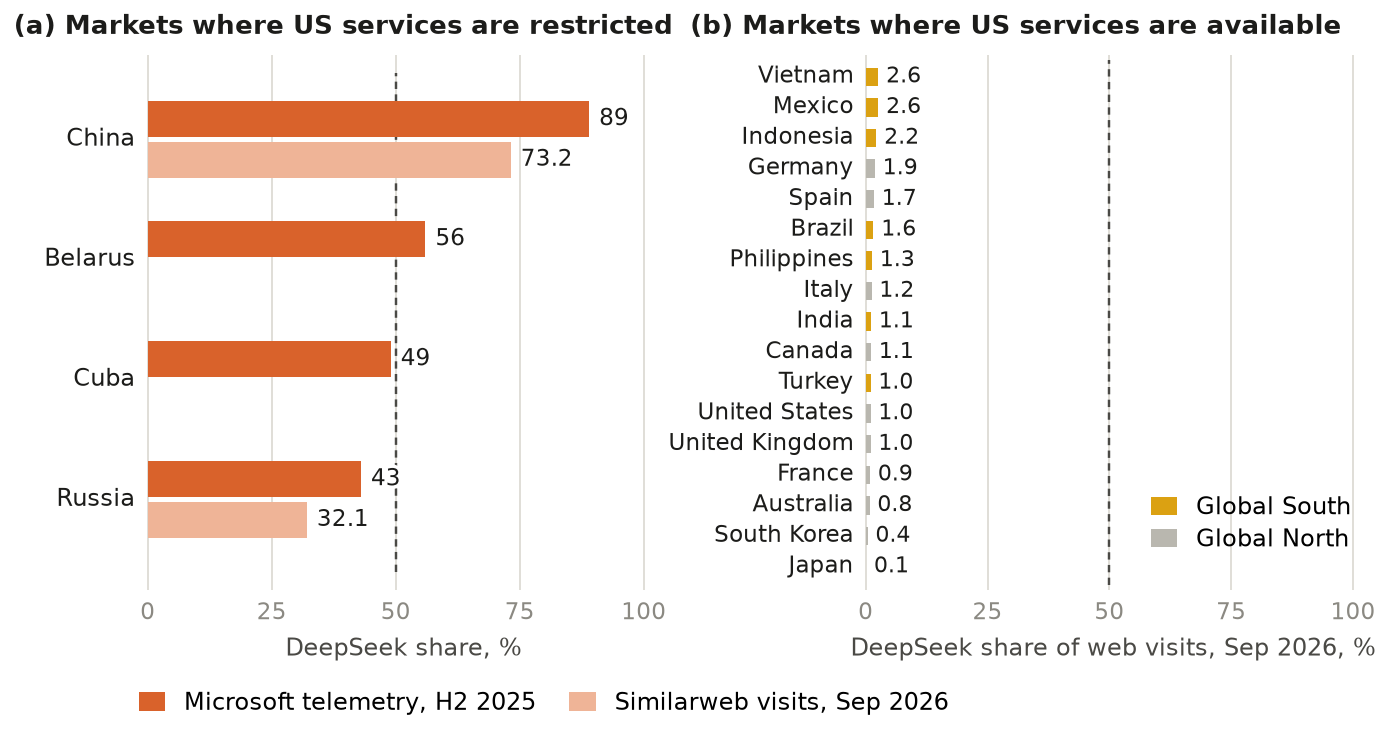 (a) Markets where US services are restricted
China
89
73.2
Belarus
56
Cuba
49
Russia
43
32.1
0 25 50 75 100
DeepSeek share, %
(b) Markets where US services are available
Vietnam 2.6
Mexico 2.6
Indonesia 2.2
Germany 1.9
Spain 1.7
Brazil 1.6
Philippines 1.3
Italy 1.2
India 1.1
Canada 1.1
Turkey 1.0
United States 1.0
United Kingdom 1.0
France 0.9
Australia 0.8
South Korea 0.4
Japan 0.1
Global South
Global North
0 25 50 75 100
DeepSeek share of web visits, Sep 2026, %
Microsoft telemetry, H2 2025
Similarweb visits, Sep 2026